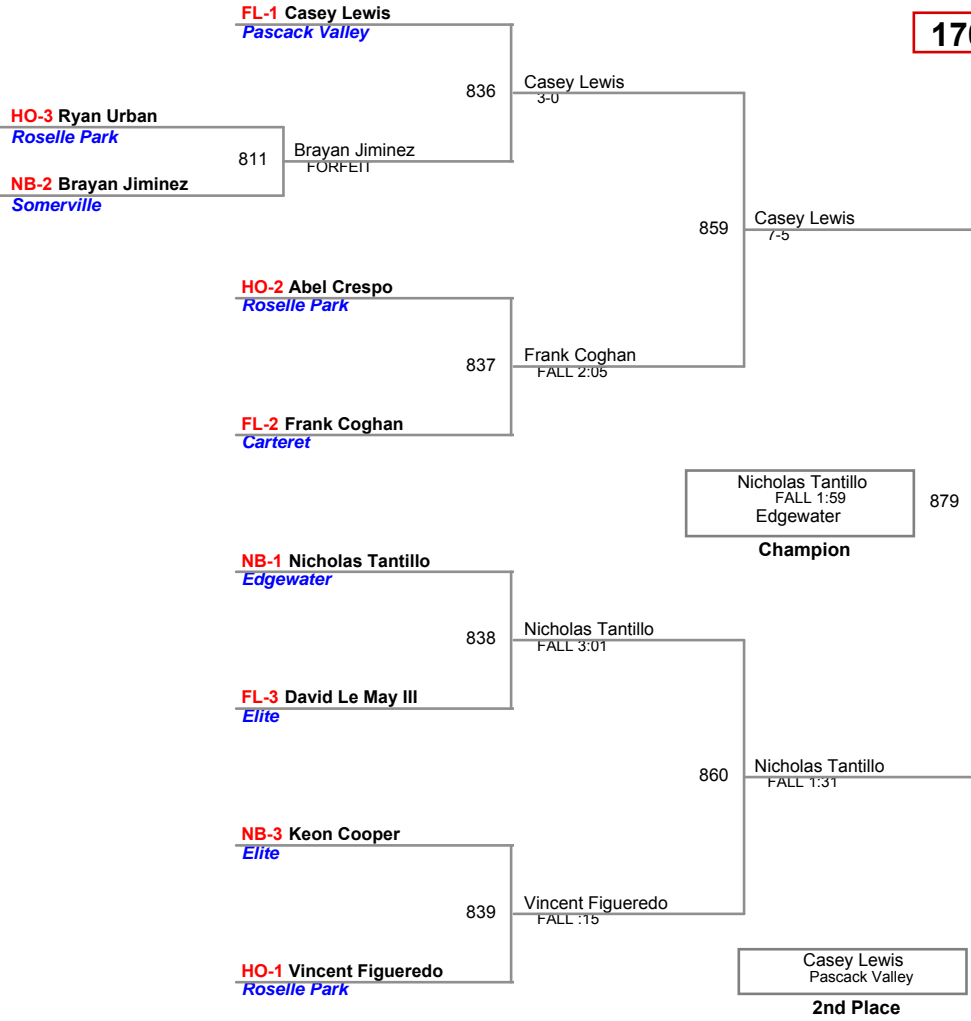 FL-1 Casey Lewis
Pascack Valley
836
Casey Lewis
3-0
HO-3 Ryan Urban
Roselle Park
811
Brayan Jiminez
FORFEIT
NB-2 Brayan Jiminez
Somerville
859
Casey Lewis
7-5
HO-2 Abel Crespo
Roselle Park
837
Frank Coghan
FALL 2:05
FL-2 Frank Coghan
Carteret
Nicholas Tantillo
FALL 1:59
Edgewater
879
Champion
NB-1 Nicholas Tantillo
Edgewater
838
Nicholas Tantillo
FALL 3:01
FL-3 David Le May III
Elite
860
Nicholas Tantillo
FALL 1:31
NB-3 Keon Cooper
Elite
839
Vincent Figueredo
FALL :15
HO-1 Vincent Figueredo
Roselle Park
Casey Lewis
Pascack Valley
2nd Place